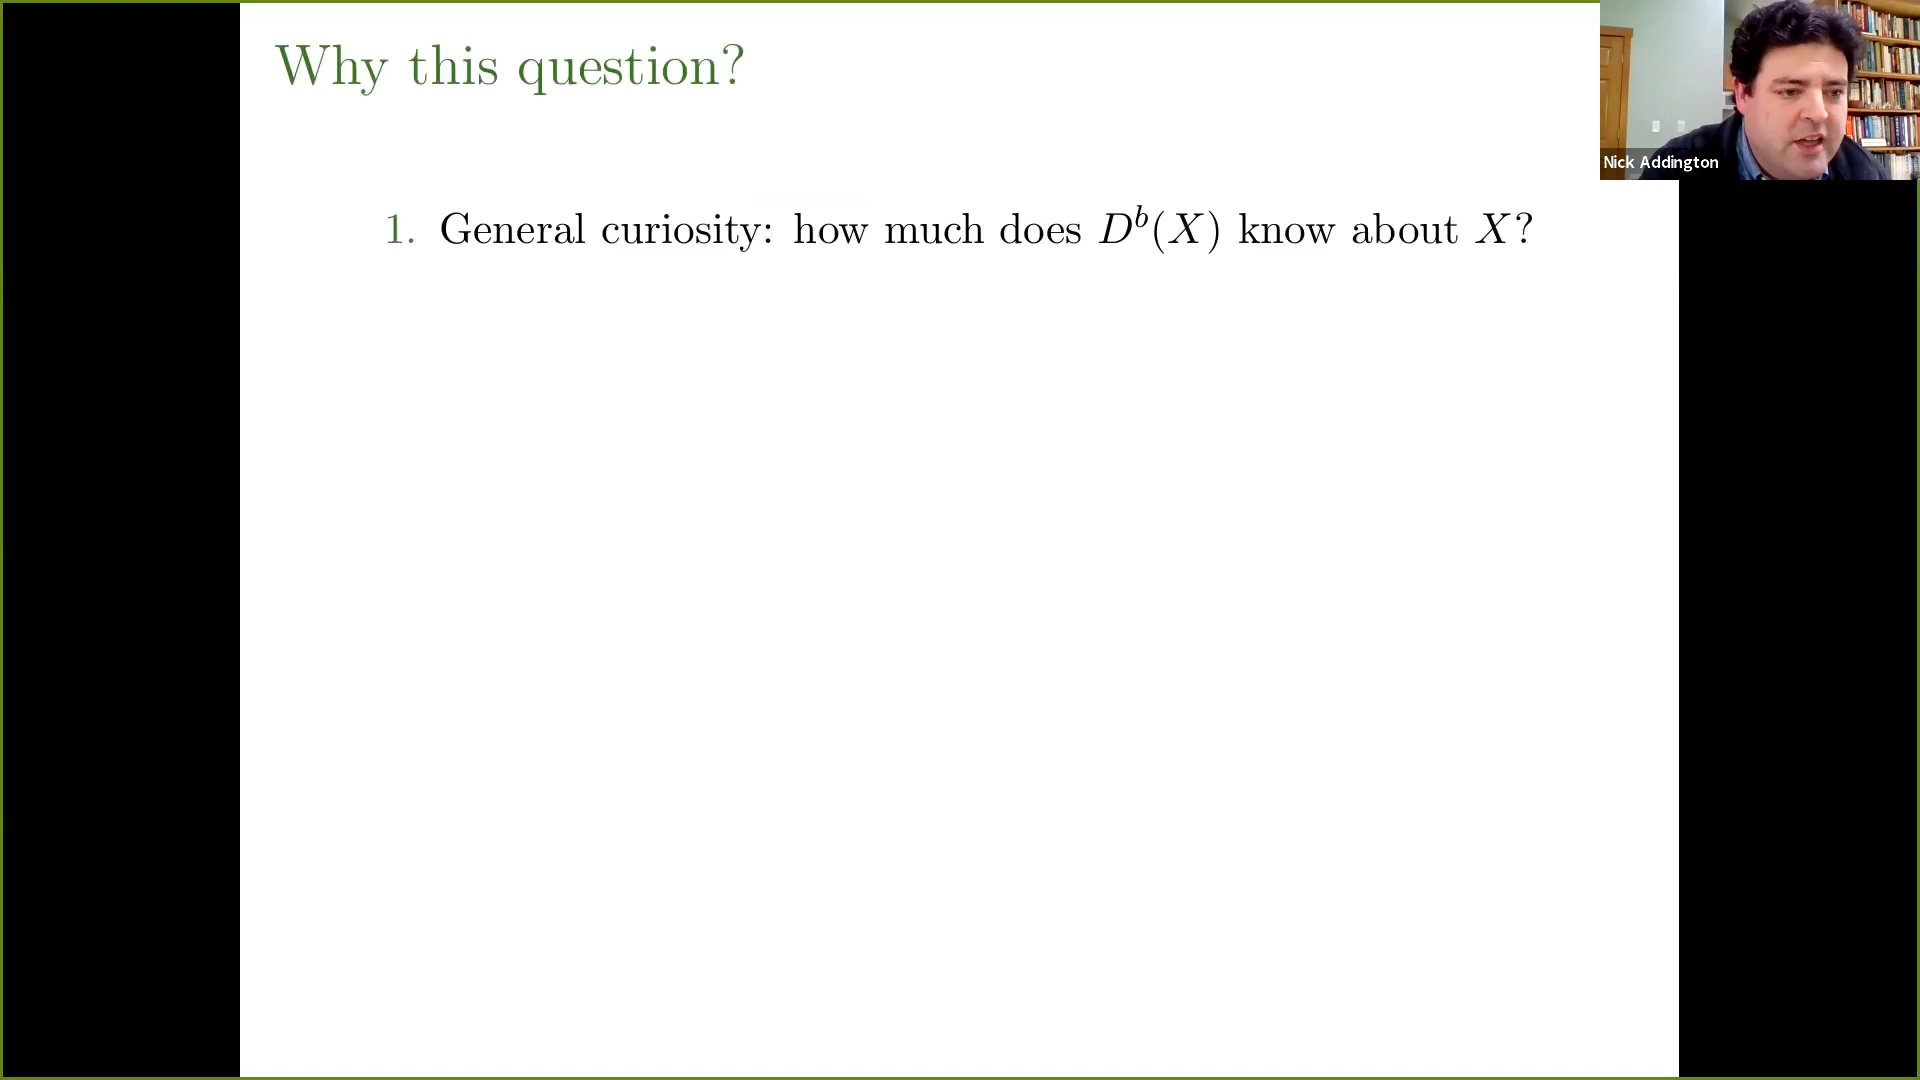 Why this question?
1. General curiosity: how much does D^b(X) know about X?
Nick Addington